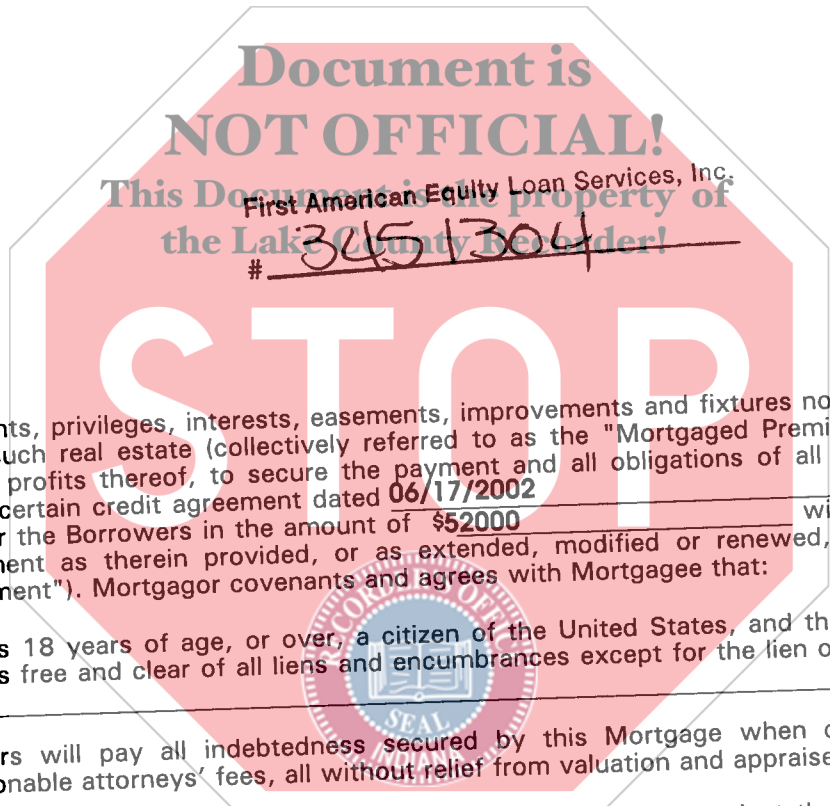 Document is
NOT OFFICIAL!
This Document is the property of
the Lake County Recorder!
First American Equity Loan Services, Inc.
# 3451304
STOP
nts, privileges, interests, easements, improvements and fixtures no
uch real estate (collectively referred to as the "Mortgaged Premi
profits thereof, to secure the payment and all obligations of all
certain credit agreement dated 06/17/2002
r the Borrowers in the amount of $52000 wi
nent as therein provided, or as extended, modified or renewed,
ment"). Mortgagor covenants and agrees with Mortgagee that:
s 18 years of age, or over, a citizen of the United States, and th
s free and clear of all liens and encumbrances except for the lien o
rs will pay all indebtedness secured by this Mortgage when
onable attorneys' fees, all without relief from valuation and appraise
SEAL
INDIANA